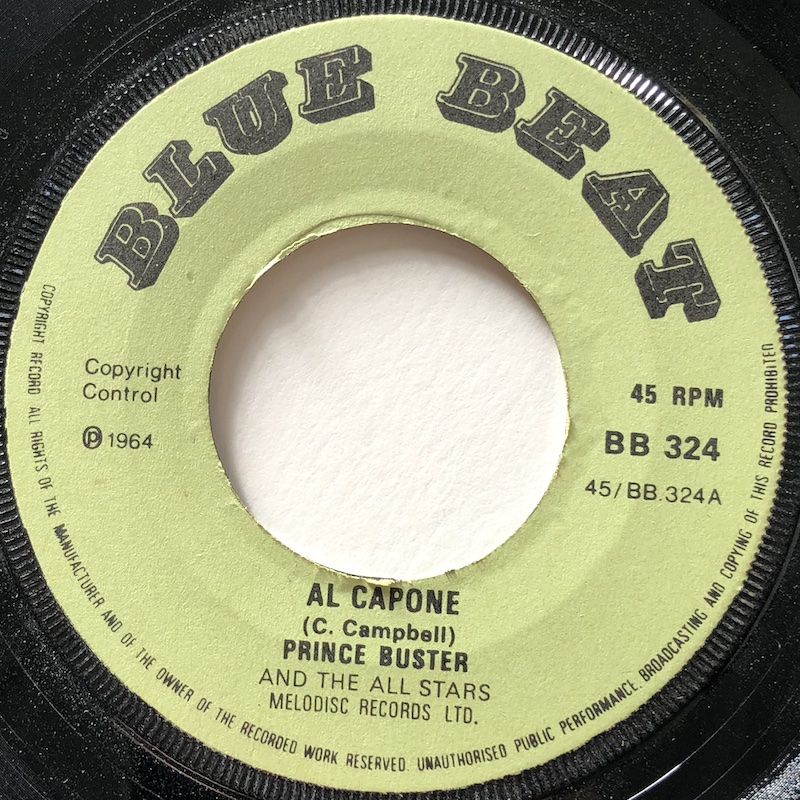 BLUE BEAT
Copyright
Control
℗ 1964
45 RPM
BB 324
45/BB.324A
AL CAPONE
(C. Campbell)
PRINCE BUSTER
AND THE ALL STARS
MELODISC RECORDS LTD.
COPYRIGHT RECORD ALL RIGHTS OF THE MANUFACTURER AND OF THE OWNER OF THE RECORDED WORK RESERVED. UNAUTHORISED PUBLIC PERFORMANCE. BROADCASTING AND COPYING OF THIS RECORD PROHIBITED